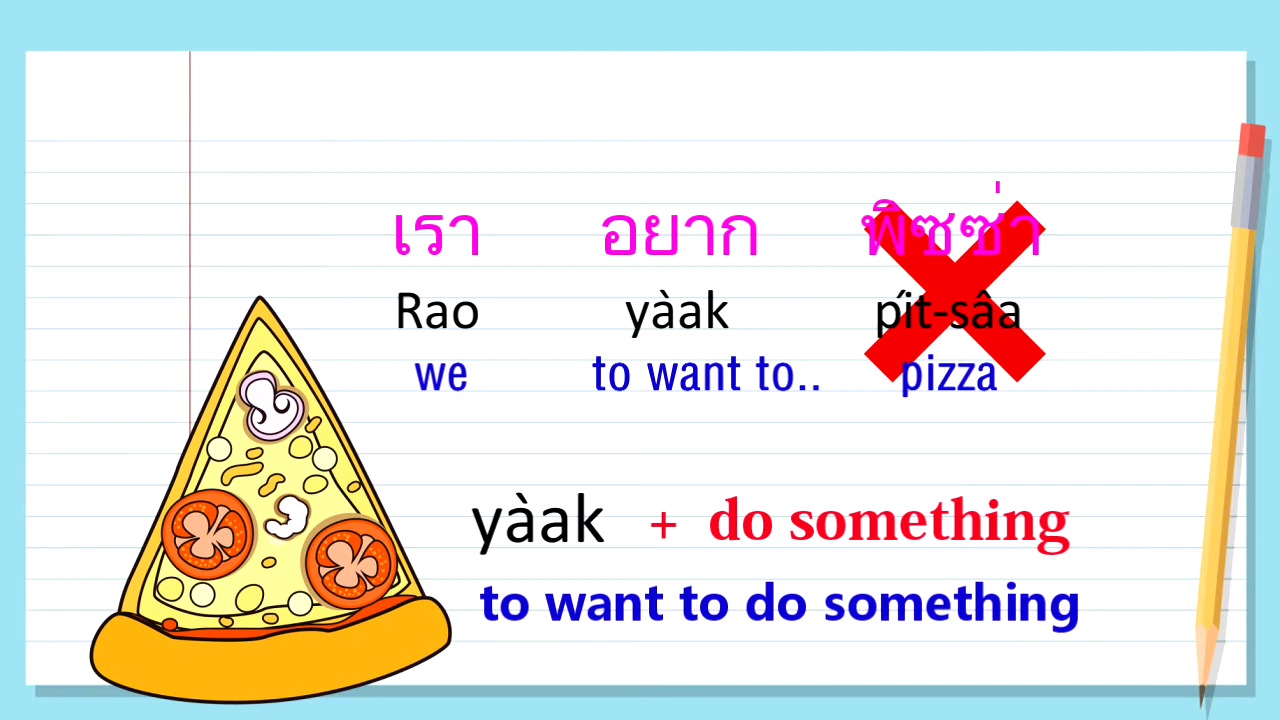 เรา อยาก พิซซ่า
Rao yàak pít-sâa
we to want to.. pizza
yàak + do something
to want to do something